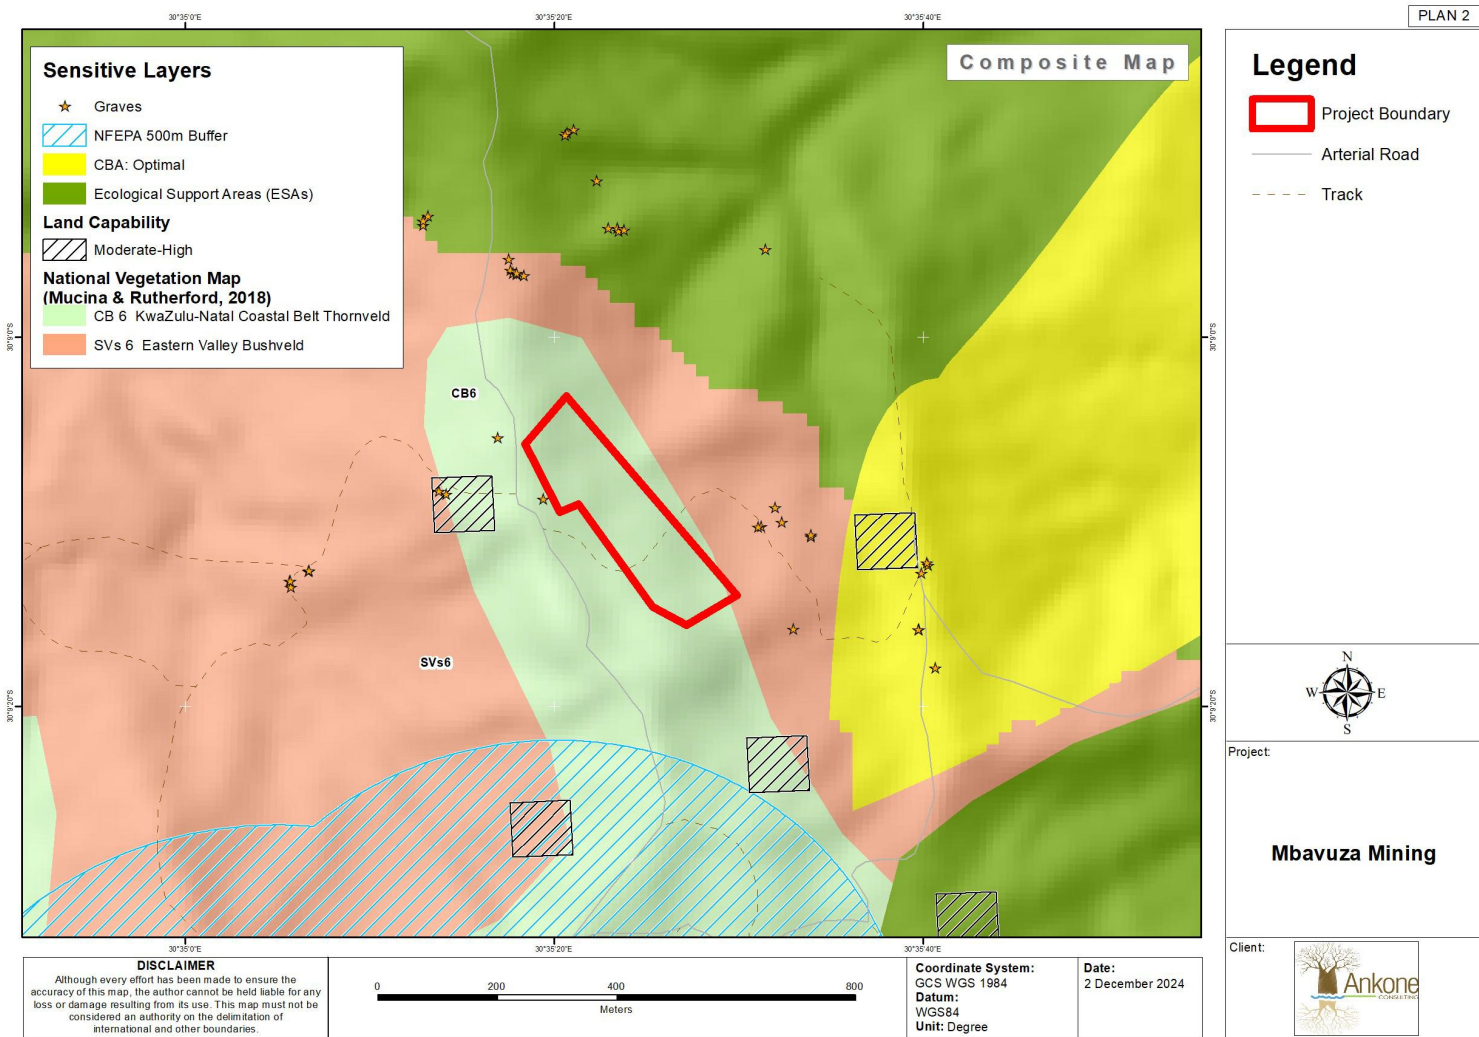 PLAN 2
30°35'0"E
30°35'20"E
30°35'40"E
Composite Map
Sensitive Layers
Graves
NFEPA 500m Buffer
CBA: Optimal
Ecological Support Areas (ESAs)
Land Capability
Moderate-High
National Vegetation Map
(Mucina & Rutherford, 2018)
CB 6 KwaZulu-Natal Coastal Belt Thornveld
SVs 6 Eastern Valley Bushveld
30°9'0"S
30°9'0"S
CB6
SVs6
30°9'20"S
30°9'20"S
30°35'0"E
30°35'20"E
30°35'40"E
Legend
Project Boundary
Arterial Road
Track
N
W
E
S
Project:
Mbavuza Mining
Client:
Ankone
CONSULTING
DISCLAIMER
Although every effort has been made to ensure the
accuracy of this map, the author cannot be held liable for any
loss or damage resulting from its use. This map must not be
considered an authority on the delimitation of
international and other boundaries.
0
200
400
800
Meters
Coordinate System:
GCS WGS 1984
Datum:
WGS84
Unit: Degree
Date:
2 December 2024